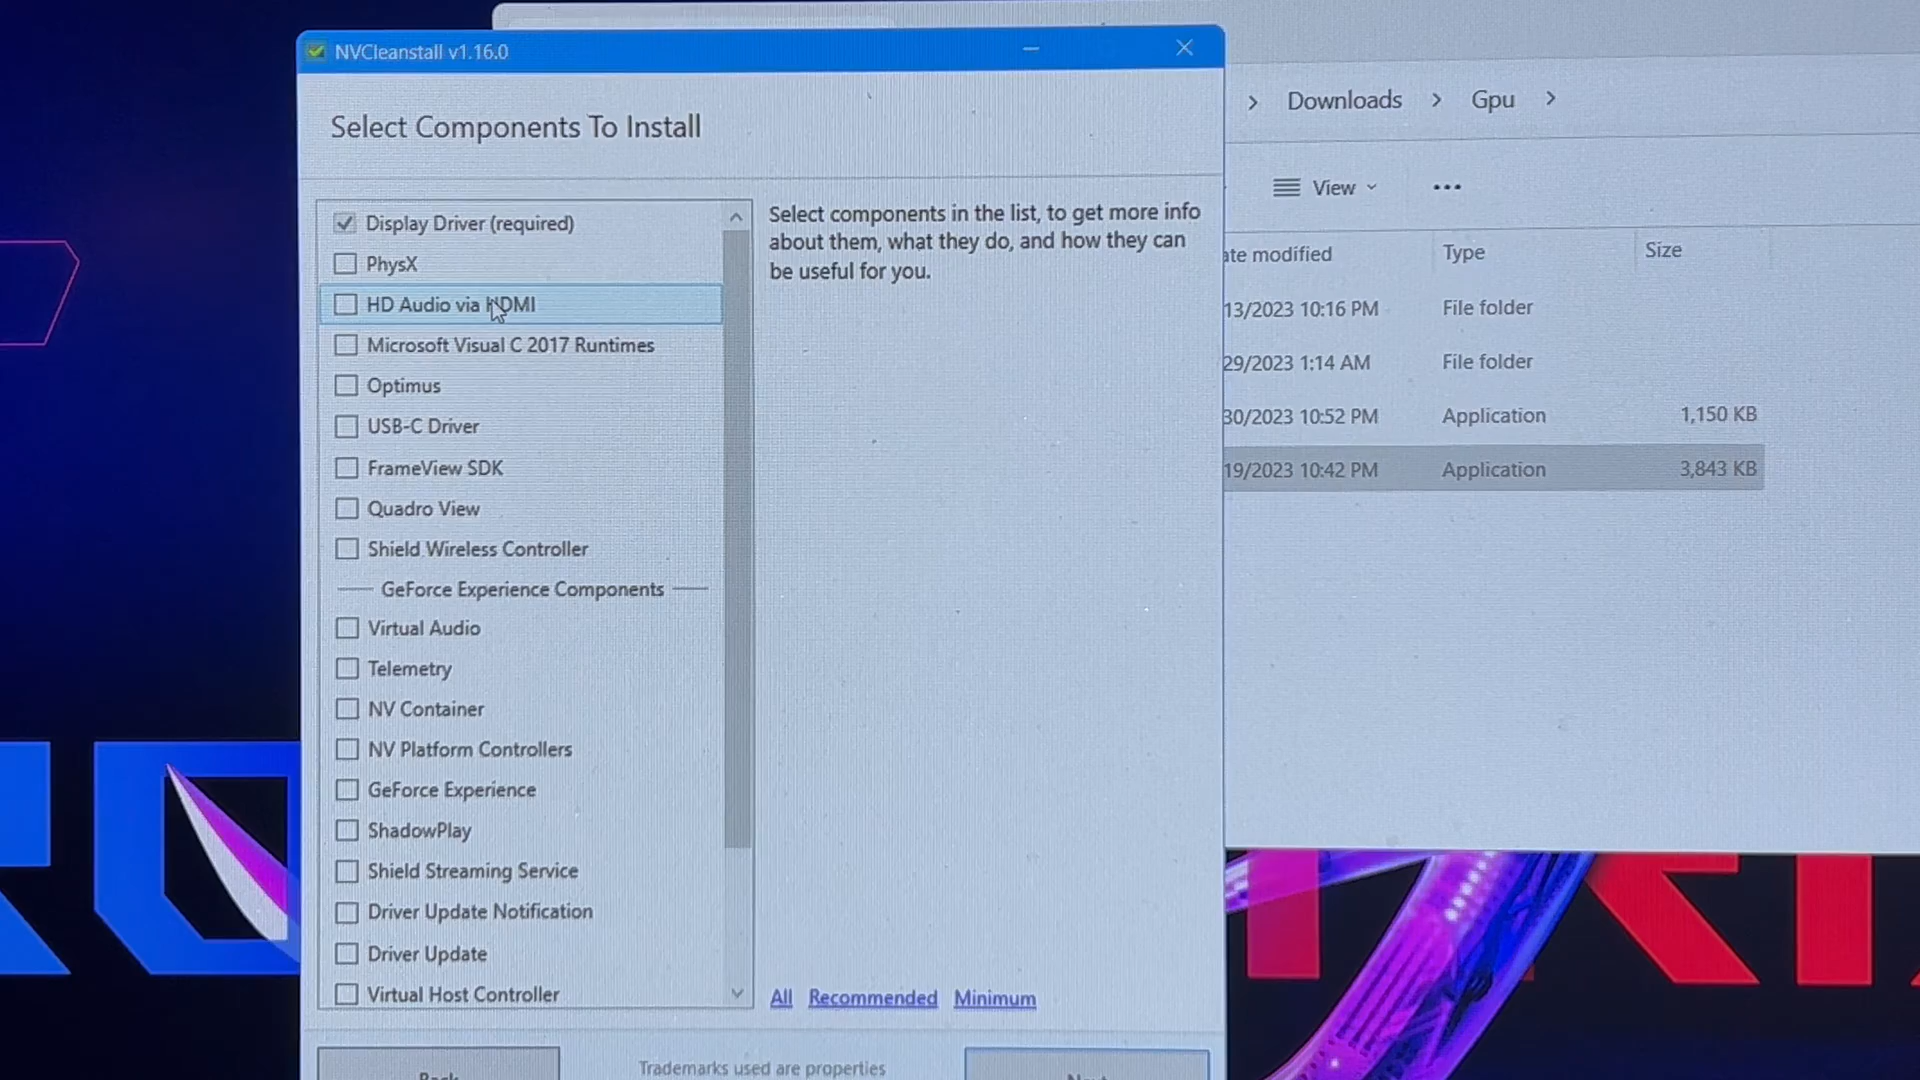 NVCleanstall v1.16.0
Select Components To Install
Display Driver (required)
PhysX
HD Audio via HDMI
Microsoft Visual C 2017 Runtimes
Optimus
USB-C Driver
FrameView SDK
Quadro View
Shield Wireless Controller
GeForce Experience Components
Virtual Audio
Telemetry
NV Container
NV Platform Controllers
GeForce Experience
ShadowPlay
Shield Streaming Service
Driver Update Notification
Driver Update
Virtual Host Controller
Select components in the list, to get more info
about them, what they do, and how they can
be useful for you.
All Recommended Minimum
Trademarks used are properties
> Downloads > Gpu >
View
ate modified Type Size
13/2023 10:16 PM File folder
29/2023 1:14 AM File folder
30/2023 10:52 PM Application 1,150 KB
19/2023 10:42 PM Application 3,843 KB